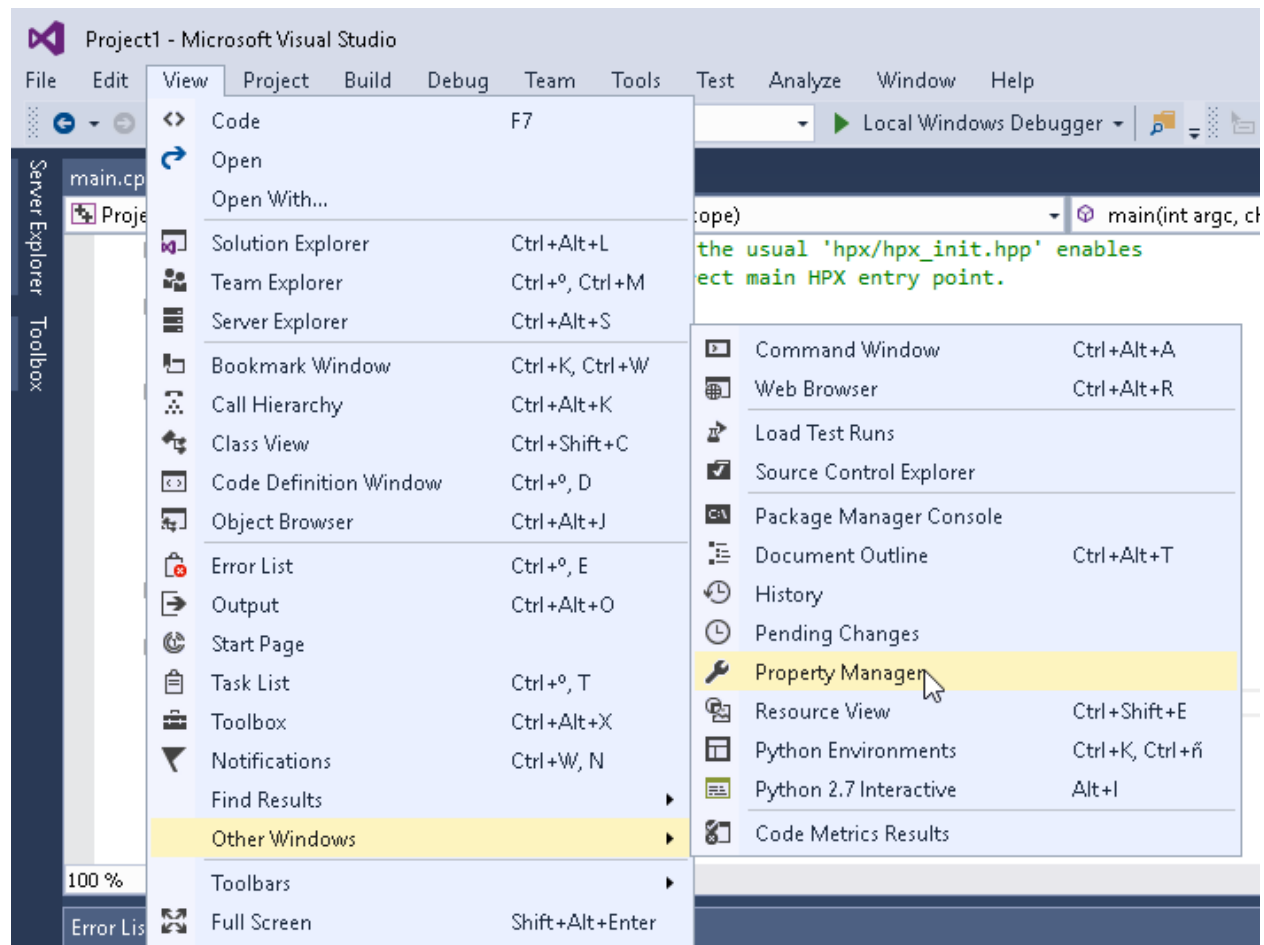 Project1 - Microsoft Visual Studio
File Edit View Project Build Debug Team Tools Test Analyze Window Help
Local Windows Debugger
Server Explorer
Toolbox
main.cp
Proje
cope)
main(int argc, ch
the usual 'hpx/hpx_init.hpp' enables
ect main HPX entry point.
Code F7
Open
Open With...
Solution Explorer Ctrl+Alt+L
Team Explorer Ctrl+º, Ctrl+M
Server Explorer Ctrl+Alt+S
Bookmark Window Ctrl+K, Ctrl+W
Call Hierarchy Ctrl+Alt+K
Class View Ctrl+Shift+C
Code Definition Window Ctrl+º, D
Object Browser Ctrl+Alt+J
Error List Ctrl+º, E
Output Ctrl+Alt+O
Start Page
Task List Ctrl+º, T
Toolbox Ctrl+Alt+X
Notifications Ctrl+W, N
Find Results
Other Windows
Toolbars
Full Screen Shift+Alt+Enter
Command Window Ctrl+Alt+A
Web Browser Ctrl+Alt+R
Load Test Runs
Source Control Explorer
Package Manager Console
Document Outline Ctrl+Alt+T
History
Pending Changes
Property Manager
Resource View Ctrl+Shift+E
Python Environments Ctrl+K, Ctrl+ñ
Python 2.7 Interactive Alt+I
Code Metrics Results
100 %
Error Lis